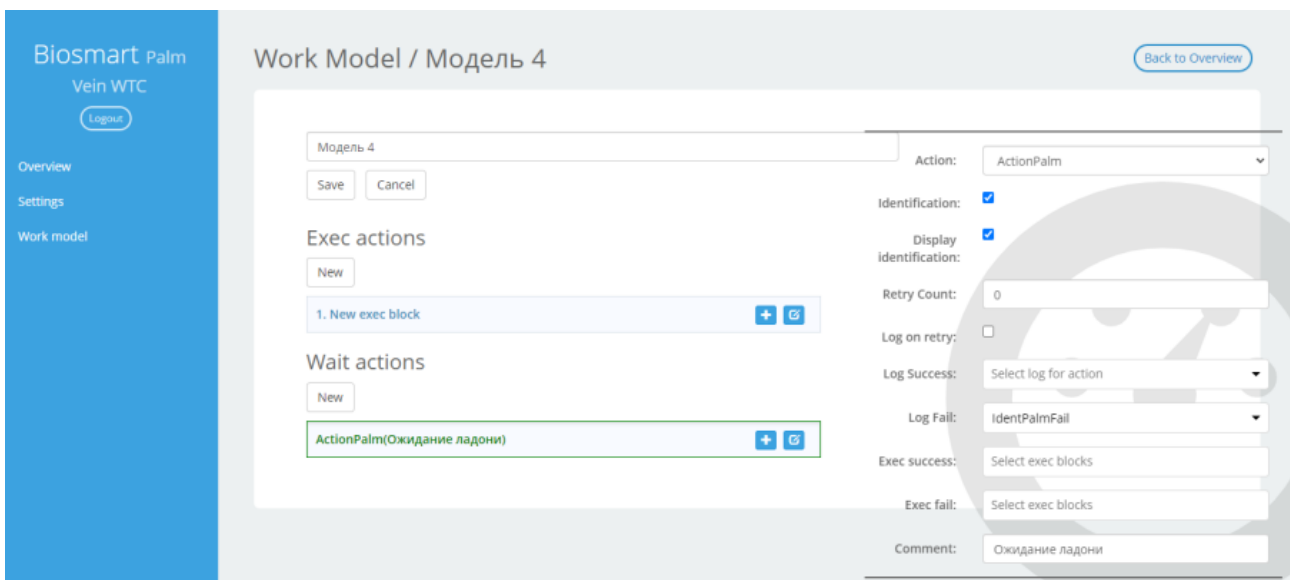 Biosmart Palm
Vein WTC
Logout
Overview
Settings
Work model
Work Model / Модель 4
Back to Overview
Модель 4
Save Cancel
Exec actions
New
1. New exec block
Wait actions
New
ActionPalm(Ожидание ладони)
Action: ActionPalm
Identification:
Display
identification:
Retry Count: 0
Log on retry:
Log Success: Select log for action
Log Fail: IdentPalmFail
Exec success: Select exec blocks
Exec fail: Select exec blocks
Comment: Ожидание ладони